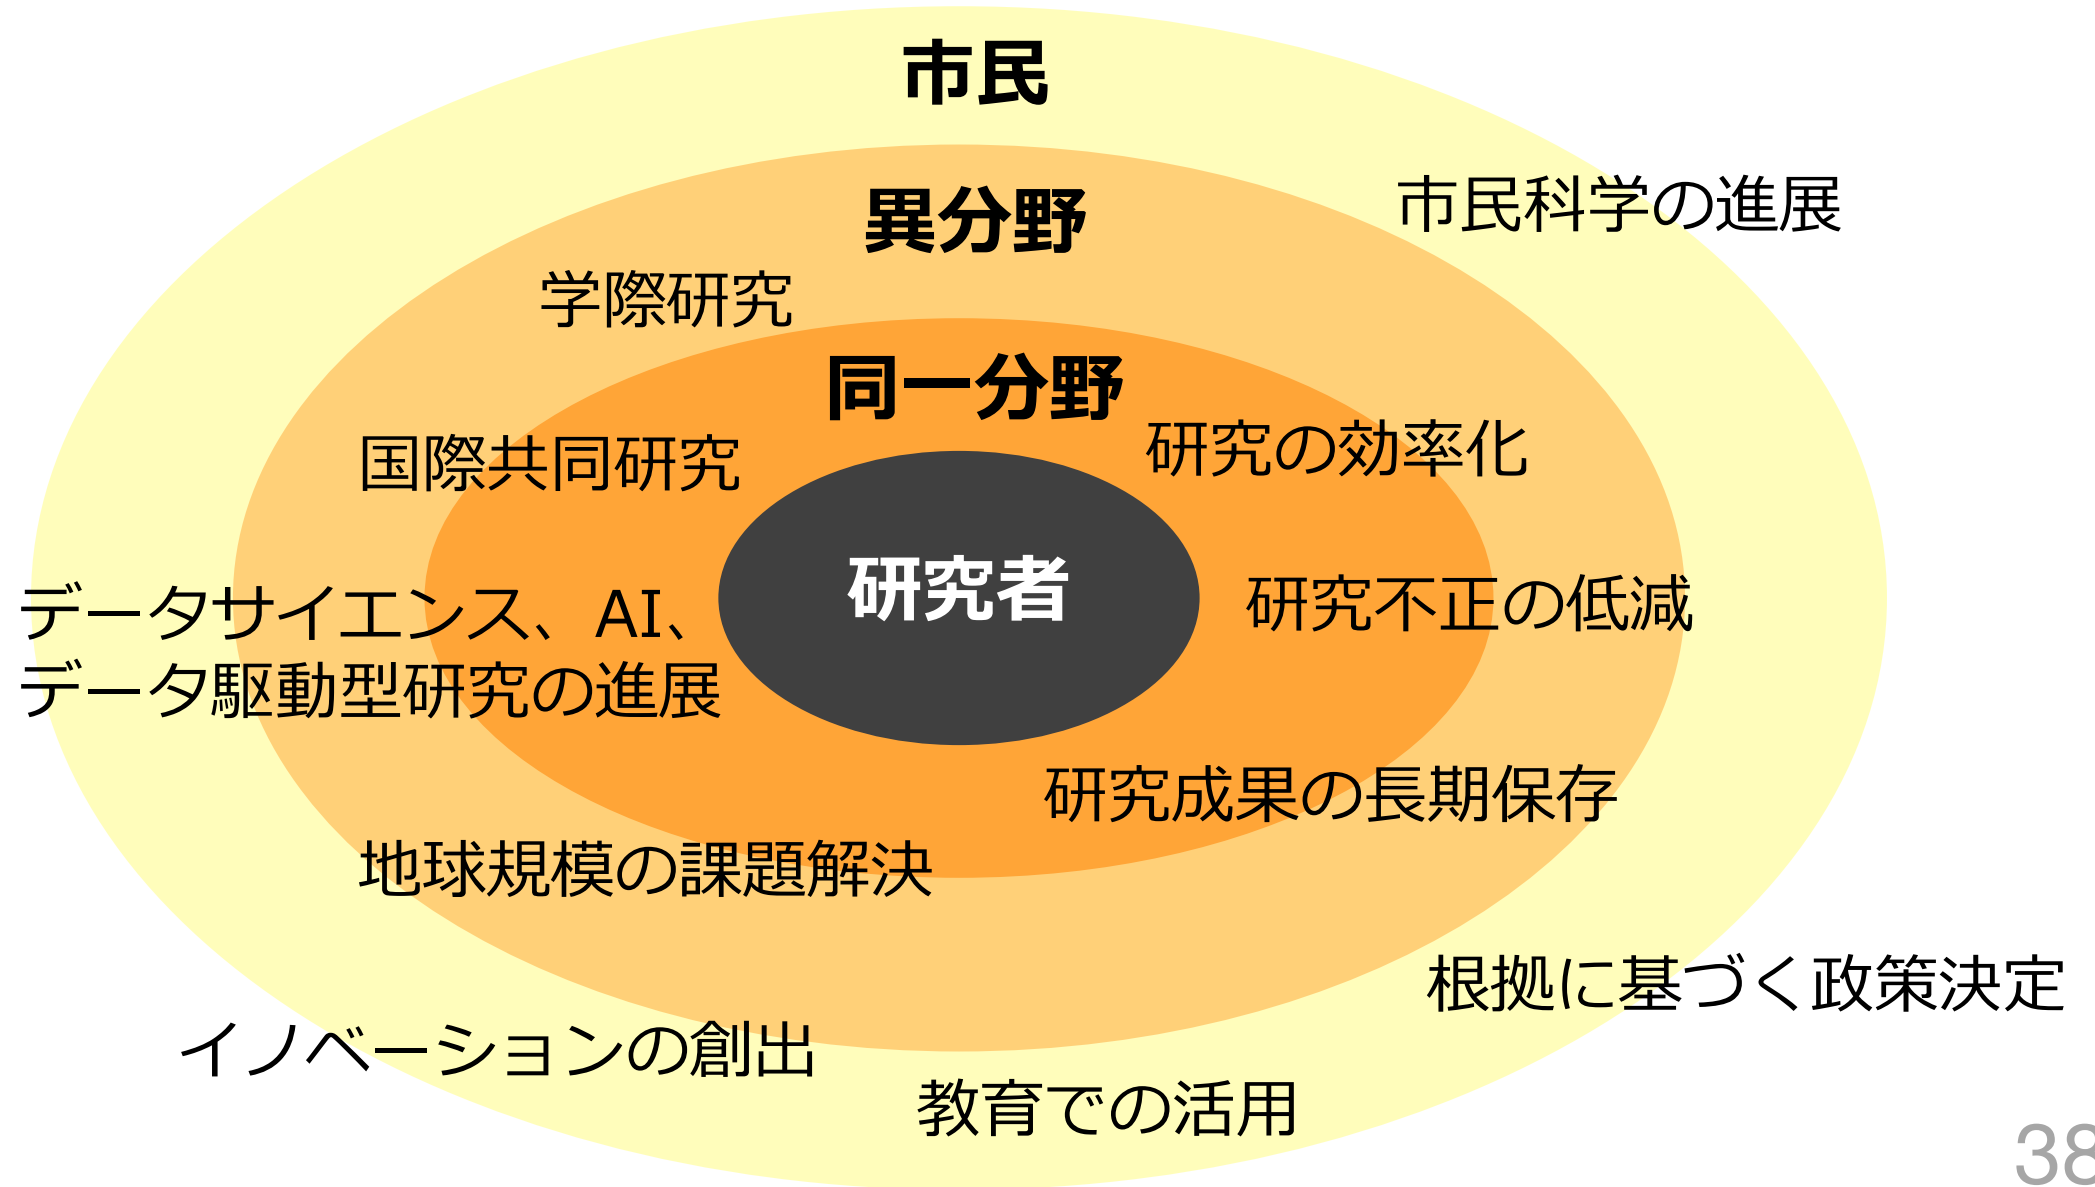 市民
市民科学の進展
異分野
学際研究
同一分野
国際共同研究
研究の効率化
研究者
データサイエンス、AI、
データ駆動型研究の進展
研究不正の低減
研究成果の長期保存
地球規模の課題解決
根拠に基づく政策決定
イノベーションの創出
教育での活用
38